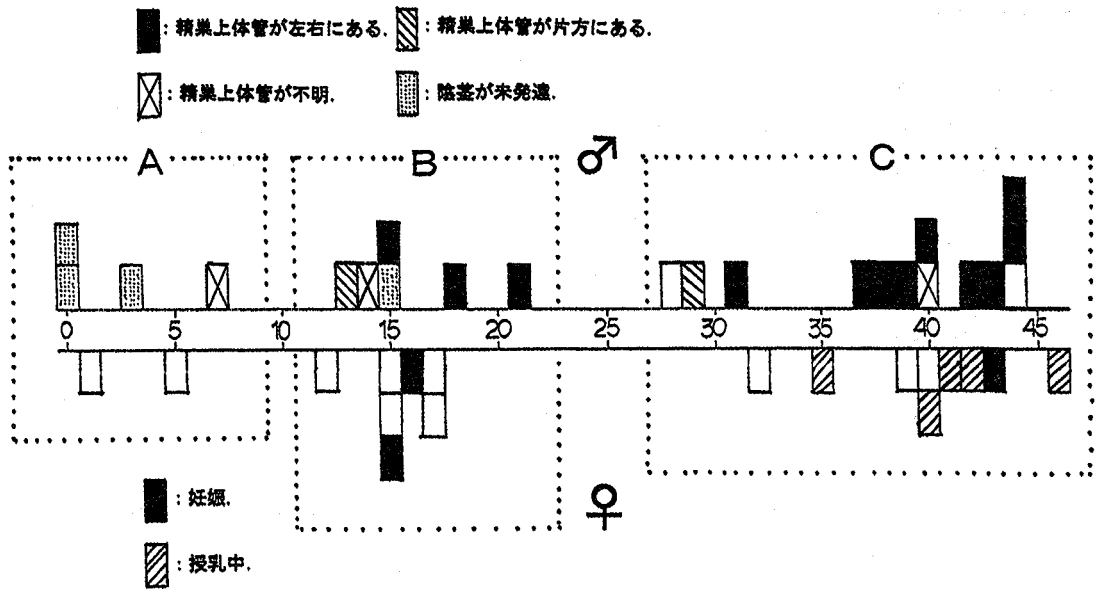 : 精巣上体管が左右にある. : 精巣上体管が片方にある.
: 精巣上体管が不明. : 陰茎が未発達.
A B ♂ C
0 5 10 15 20 25 30 35 40 45
: 妊娠. ♀
: 授乳中.